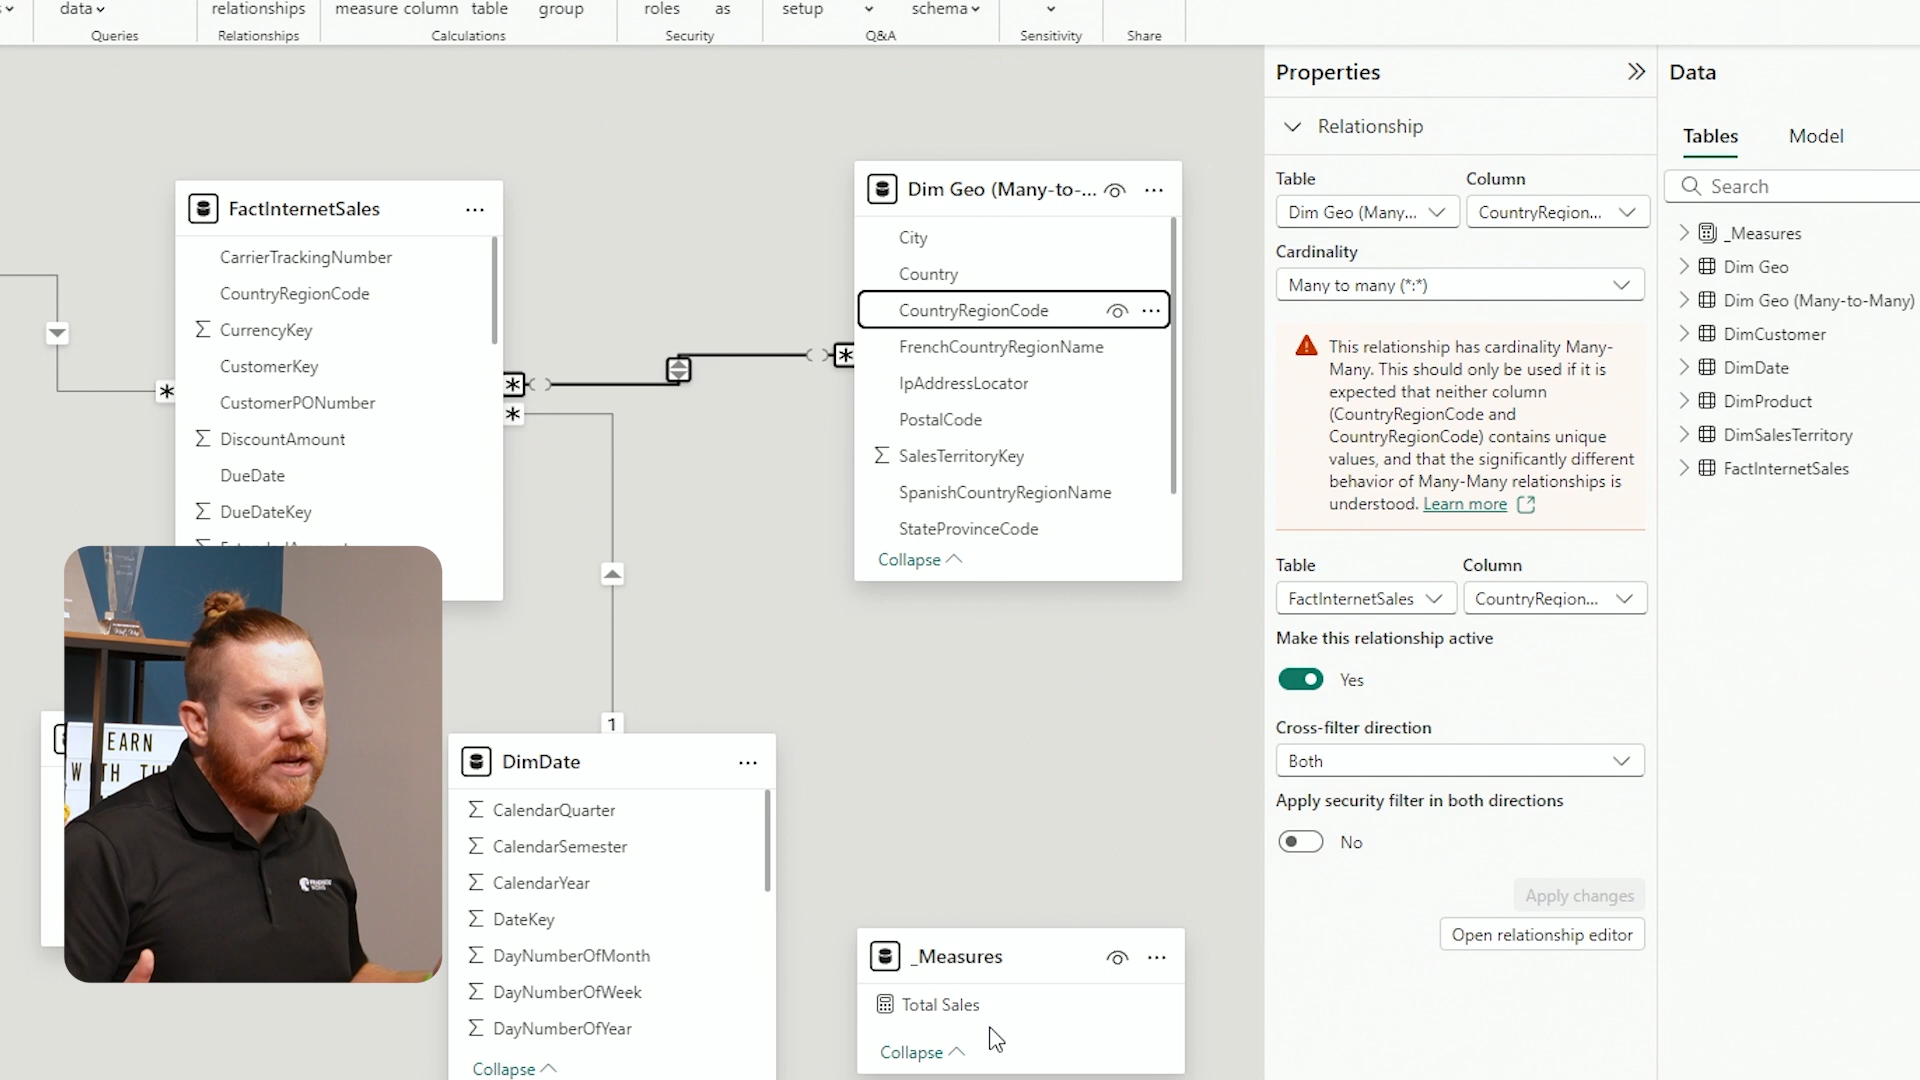 data
relationships
measure column table
group
roles as
setup
schema
Queries
Relationships
Calculations
Security
Q&A
Sensitivity
Share
FactInternetSales
CarrierTrackingNumber
CountryRegionCode
CurrencyKey
CustomerKey
CustomerPONumber
DiscountAmount
DueDate
DueDateKey
Dim Geo (Many-to-...
City
Country
CountryRegionCode
FrenchCountryRegionName
IpAddressLocator
PostalCode
SalesTerritoryKey
SpanishCountryRegionName
StateProvinceCode
Collapse
1
DimDate
CalendarQuarter
CalendarSemester
CalendarYear
DateKey
DayNumberOfMonth
DayNumberOfWeek
DayNumberOfYear
Collapse
_Measures
Total Sales
Collapse
EARN
Properties
Relationship
Table Column
Dim Geo (Many... CountryRegion...
Cardinality
Many to many (*:*)
This relationship has cardinality Many-
Many. This should only be used if it is
expected that neither column
(CountryRegionCode and
CountryRegionCode) contains unique
values, and that the significantly different
behavior of Many-Many relationships is
understood. Learn more
Table Column
FactInternetSales CountryRegion...
Make this relationship active
Yes
Cross-filter direction
Both
Apply security filter in both directions
No
Apply changes
Open relationship editor
Data
Tables Model
Search
_Measures
Dim Geo
Dim Geo (Many-to-Many)
DimCustomer
DimDate
DimProduct
DimSalesTerritory
FactInternetSales